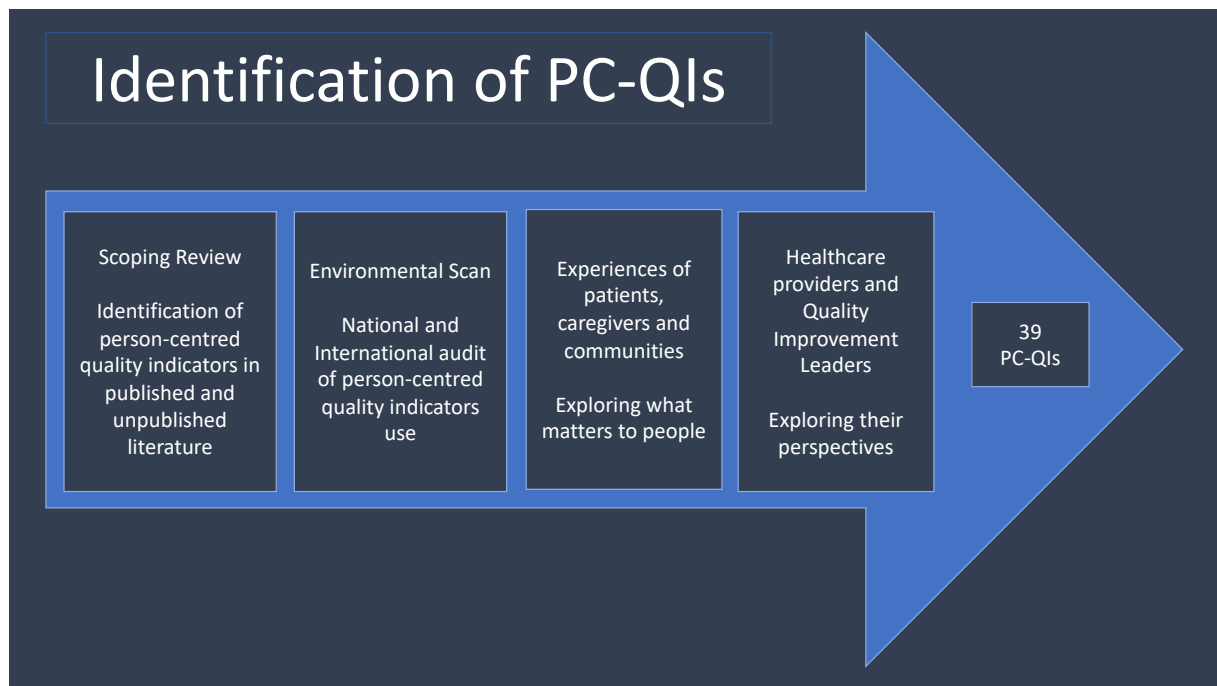 Identification of PC-QIs
Scoping Review
Identification of
person-centred
quality indicators in
published and
unpublished
literature
Environmental Scan
National and
International audit
of person-centred
quality indicators
use
Experiences of
patients,
caregivers and
communities
Exploring what
matters to people
Healthcare
providers and
Quality
Improvement
Leaders
Exploring their
perspectives
39
PC-QIs